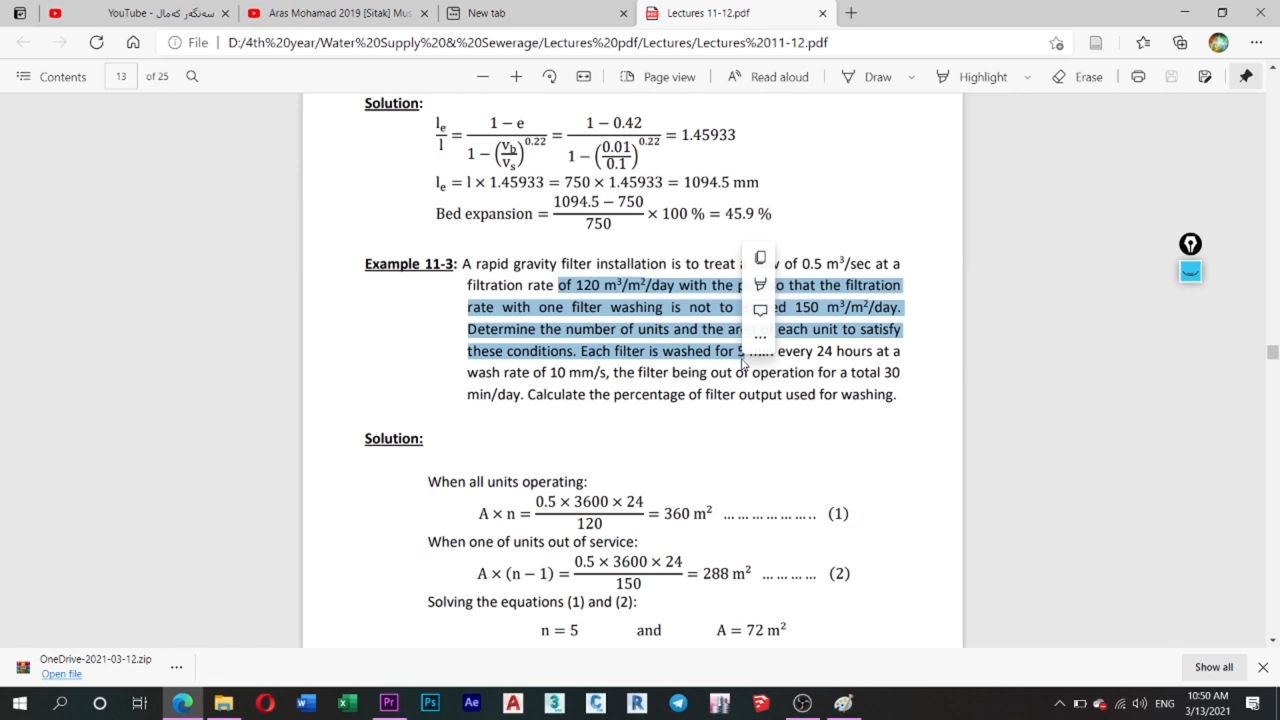 YouTube - سەنگەر کەمال
Aras Mohamad 2019 [Sitak] Mus
New tab
Lectures 11-12.pdf
File
D:/4th%20year/Water%20Supply%20&%20Sewerage/Lectures%20pdf/Lectures/Lectures%2011-12.pdf
Contents
13
of 25
Page view
Read aloud
Draw
Highlight
Erase
Solution:
le/l = (1 − e)/(1 − (vb/vs)^0.22) = (1 − 0.42)/(1 − (0.01/0.1)^0.22) = 1.45933
le = l × 1.45933 = 750 × 1.45933 = 1094.5 mm
Bed expansion = (1094.5 − 750)/750 × 100 % = 45.9 %
Example 11-3: A rapid gravity filter installation is to treat a of 0.5 m³/sec at a
filtration rate of 120 m³/m²/day with the that the filtration
rate with one filter washing is not to 150 m³/m²/day.
Determine the number of units and the each unit to satisfy
these conditions. Each filter is washed for 5 min every 24 hours at a
wash rate of 10 mm/s, the filter being out of operation for a total 30
min/day. Calculate the percentage of filter output used for washing.
Solution:
When all units operating:
A × n = (0.5 × 3600 × 24)/120 = 360 m² ………………. (1)
When one of units out of service:
A × (n − 1) = (0.5 × 3600 × 24)/150 = 288 m² ………… (2)
Solving the equations (1) and (2):
n = 5 and A = 72 m²
OneDrive-2021-03-12.zip
Open file
Show all
ENG
10:50 AM
3/13/2021